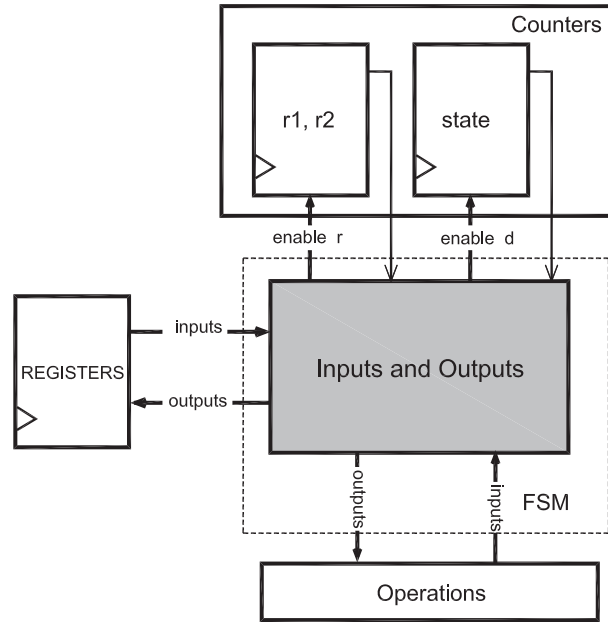 Counters
r1, r2
state
enable r
enable d
inputs
REGISTERS
outputs
Inputs and Outputs
outputs
inputs
FSM
Operations